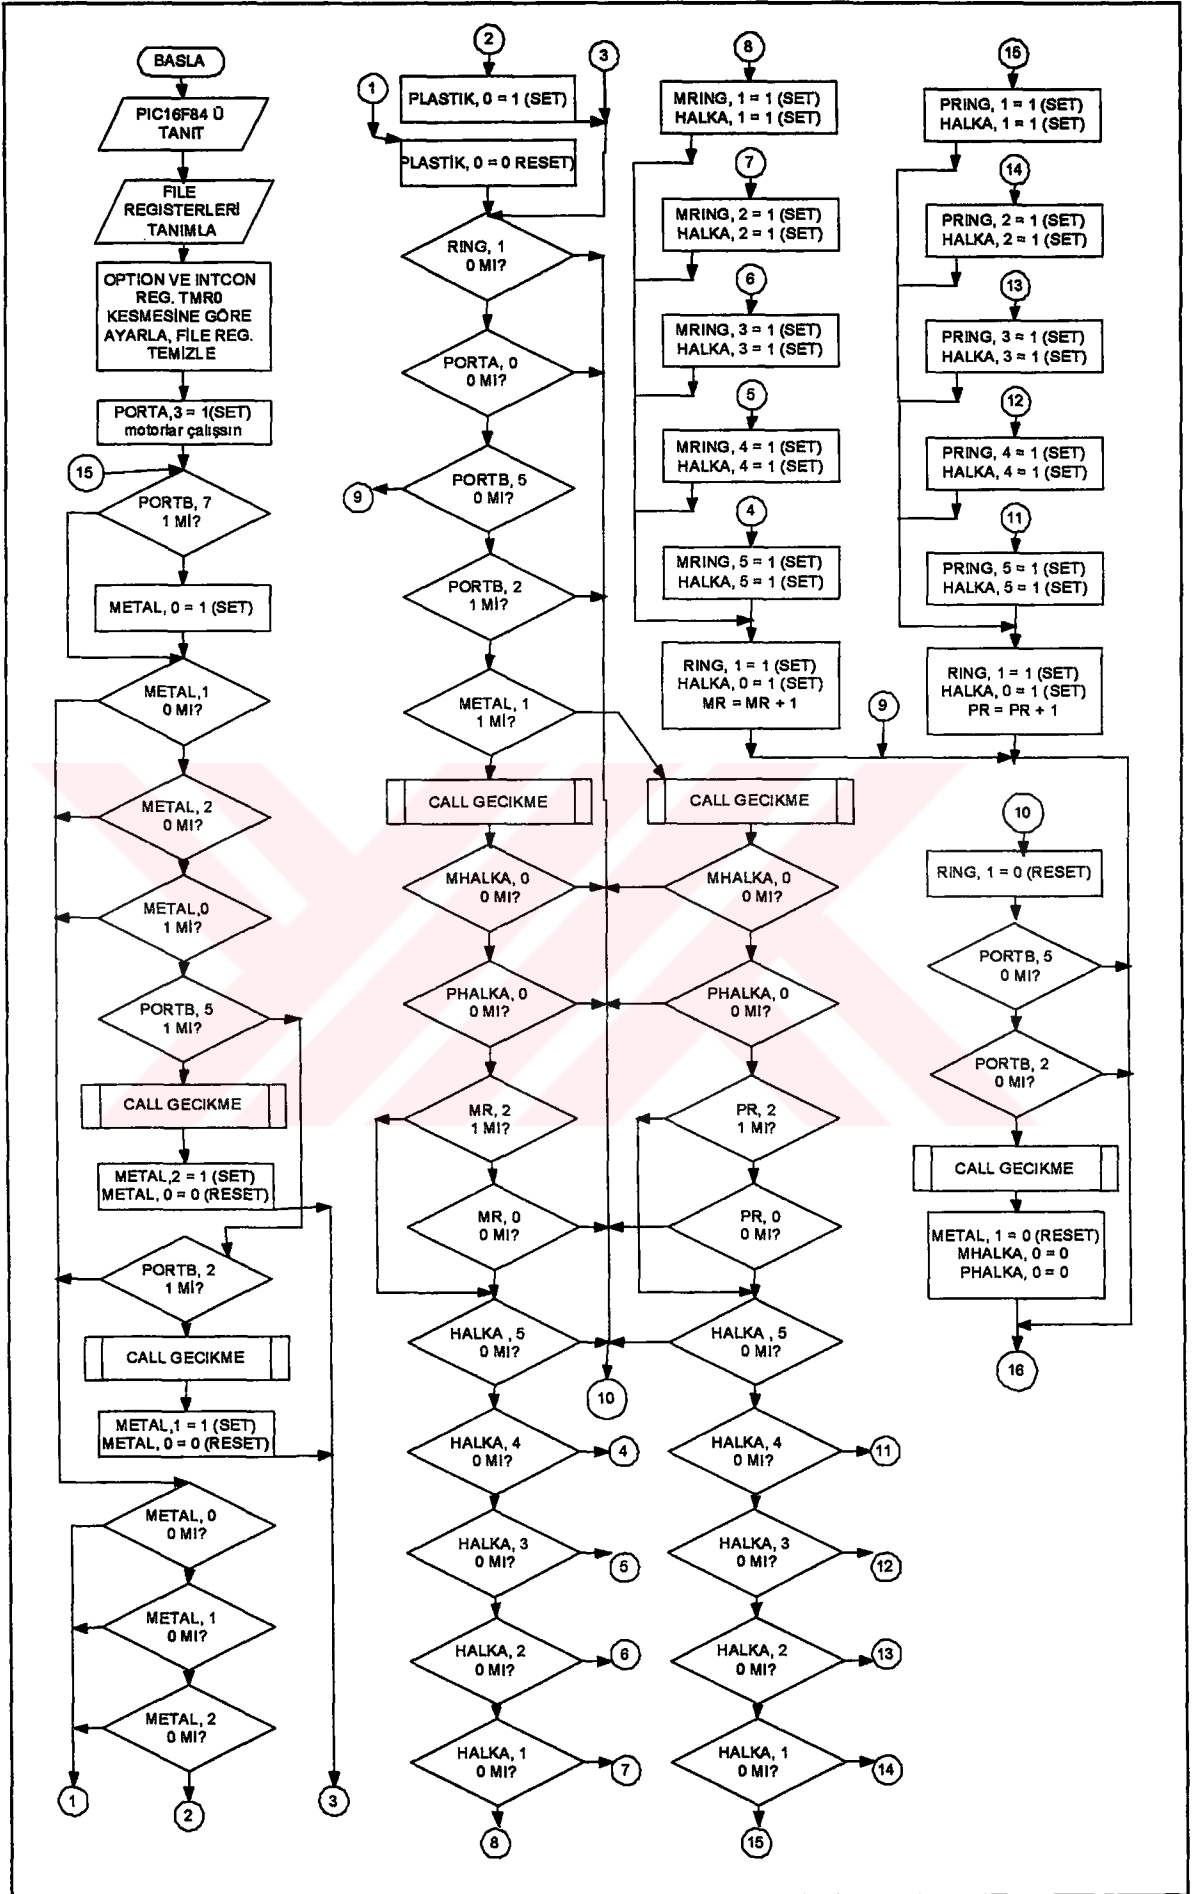 BASLA
PIC16F84 Ü
TANIT
FILE
REGISTERLERİ
TANIMLA
OPTION VE INTCON
REG. TMR0
KESMESİNE GÖRE
AYARLA, FİLE REG.
TEMİZLE
PORTA,3 = 1(SET)
motorlar çalışsın
15
PORTB, 7
1 Mİ?
METAL, 0 = 1 (SET)
METAL,1
0 MI?
METAL, 2
0 MI?
METAL,0
1 MI?
PORTB, 5
1 MI?
CALL GECIKME
METAL,2 = 1 (SET)
METAL, 0 = 0 (RESET)
PORTB, 2
1 MI?
CALL GECIKME
METAL,1 = 1 (SET)
METAL, 0 = 0 (RESET)
METAL, 0
0 MI?
METAL, 1
0 MI?
METAL, 2
0 MI?
1
2
3
2
3
1
PLASTIK, 0 = 1 (SET)
PLASTİK, 0 = 0 RESET)
RING, 1
0 MI?
PORTA, 0
0 MI?
PORTB, 5
0 MI?
9
PORTB, 2
1 MI?
METAL, 1
1 MI?
CALL GECIKME
MHALKA, 0
0 MI?
PHALKA, 0
0 MI?
MR, 2
1 MI?
MR, 0
0 MI?
HALKA , 5
0 MI?
10
HALKA, 4
0 MI?
4
HALKA, 3
0 MI?
5
HALKA, 2
0 MI?
6
HALKA, 1
0 MI?
7
8
8
MRING, 1 = 1 (SET)
HALKA, 1 = 1 (SET)
7
MRING, 2 = 1 (SET)
HALKA, 2 = 1 (SET)
6
MRING, 3 = 1 (SET)
HALKA, 3 = 1 (SET)
5
MRING, 4 = 1 (SET)
HALKA, 4 = 1 (SET)
4
MRING, 5 = 1 (SET)
HALKA, 5 = 1 (SET)
RING, 1 = 1 (SET)
HALKA, 0 = 1 (SET)
MR = MR + 1
9
CALL GECIKME
MHALKA, 0
0 MI?
PHALKA, 0
0 MI?
PR, 2
1 MI?
PR, 0
0 MI?
HALKA , 5
0 MI?
HALKA, 4
0 MI?
11
HALKA, 3
0 MI?
12
HALKA, 2
0 MI?
13
HALKA, 1
0 MI?
14
15
15
PRING, 1 = 1 (SET)
HALKA, 1 = 1 (SET)
14
PRING, 2 = 1 (SET)
HALKA, 2 = 1 (SET)
13
PRING, 3 = 1 (SET)
HALKA, 3 = 1 (SET)
12
PRING, 4 = 1 (SET)
HALKA, 4 = 1 (SET)
11
PRING, 5 = 1 (SET)
HALKA, 5 = 1 (SET)
RING, 1 = 1 (SET)
HALKA, 0 = 1 (SET)
PR = PR + 1
10
RING, 1 = 0 (RESET)
PORTB, 5
0 MI?
PORTB, 2
0 MI?
CALL GECIKME
METAL, 1 = 0 (RESET)
MHALKA, 0 = 0
PHALKA, 0 = 0
16